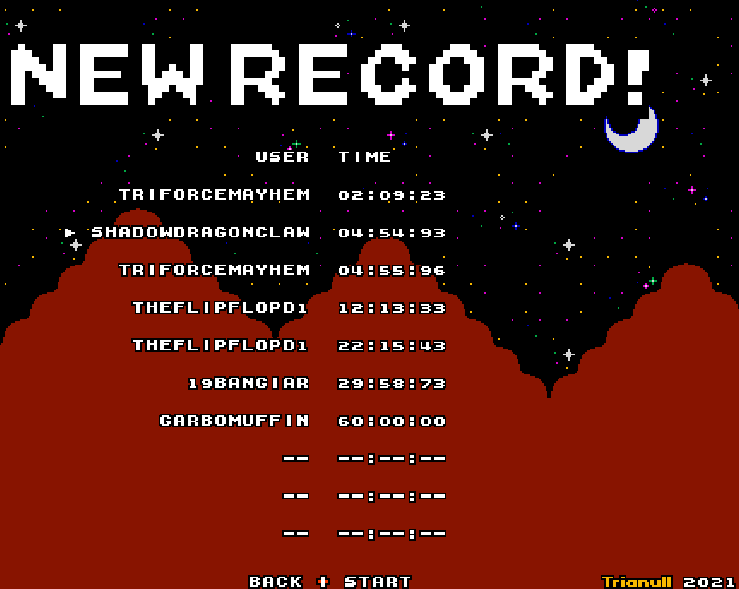 NEW RECORD!
USER TIME
TRIFORCEMAYHEM 02:09:23
► SHADOWDRAGONCLAW 04:54:93
TRIFORCEMAYHEM 04:55:96
THEFLIPFLOPD1 12:13:33
THEFLIPFLOPD1 22:15:43
19BANGIAR 29:58:73
GARBOMUFFIN 60:00:00
-- --:--:--
-- --:--:--
-- --:--:--
BACK + START
Trianull 2021